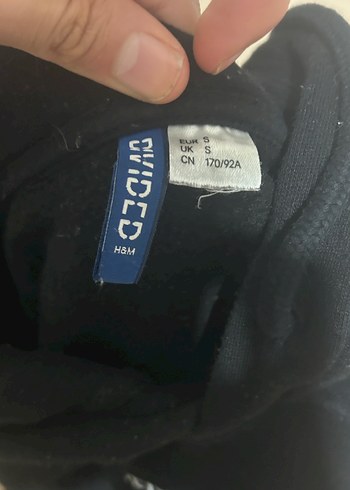 DIVIDED
H&M
EUR S
UK S
CN 170/92A